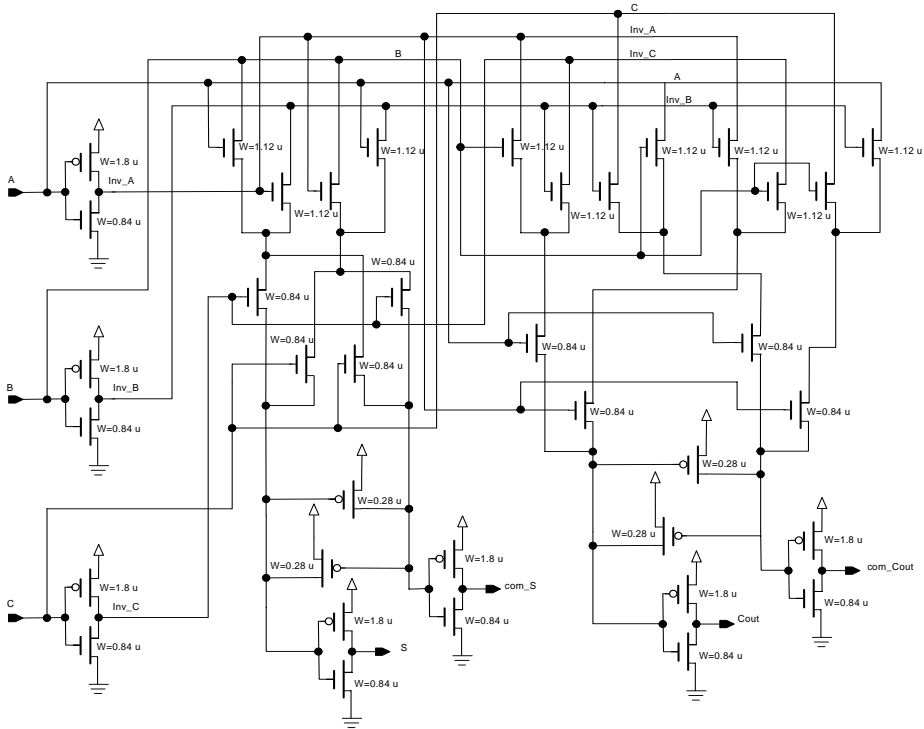 C
Inv_A
B
Inv_C
A
Inv_B
W=1.12 u
W=1.12 u
W=1.12 u
W=1.12 u
W=1.12 u
W=1.12 u
W=1.8 u
A
Inv_A
W=0.84 u
W=1.12 u
W=1.12 u
W=1.12 u
W=1.12 u
W=0.84 u
W=0.84 u
W=0.84 u
W=0.84 u
W=0.84 u
W=0.84 u
W=1.8 u
B
Inv_B
W=0.84 u
W=0.84 u
W=0.84 u
W=0.28 u
W=0.28 u
W=0.28 u
W=0.28 u
W=1.8 u
W=1.8 u
com_Cout
W=1.8 u
com_S
W=0.84 u
W=1.8 u
C
Inv_C
W=0.84 u
W=1.8 u
S
W=0.84 u
W=0.84 u
Cout
W=0.84 u